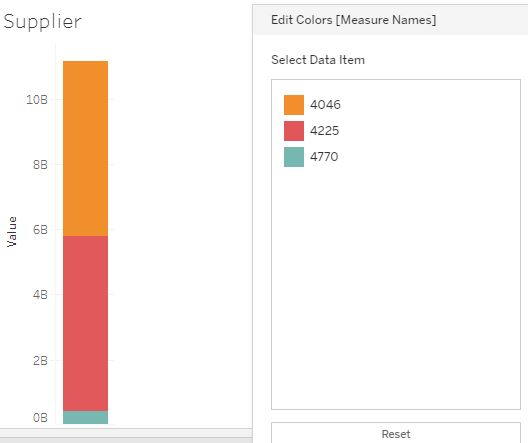 Supplier
10B
8B
6B
4B
2B
0B
Value
Edit Colors [Measure Names]
Select Data Item
4046
4225
4770
Reset